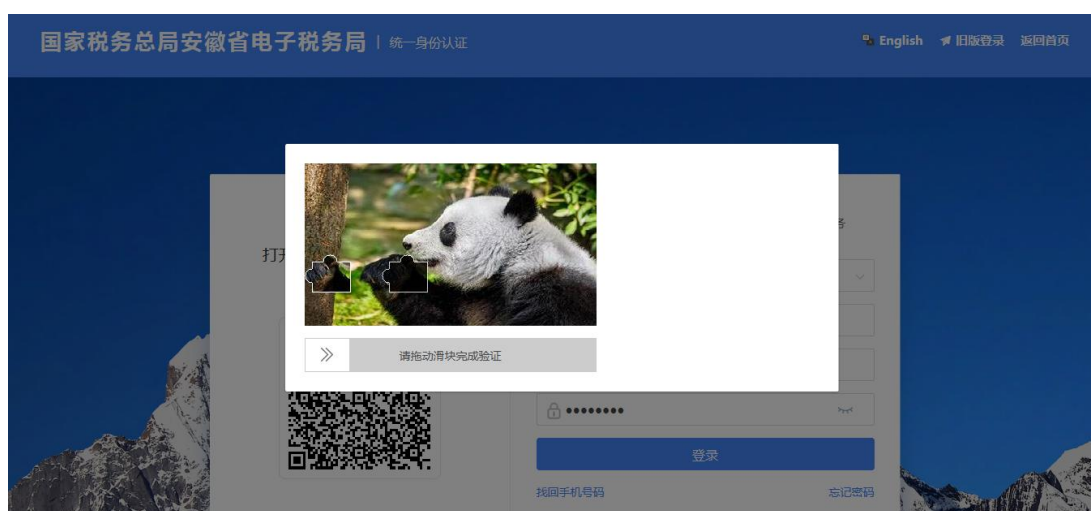 国家税务总局安徽省电子税务局 | 统一身份认证
English 旧版登录 返回首页
务
打开
请拖动滑块完成验证
••••••••
登录
找回手机号码 忘记密码